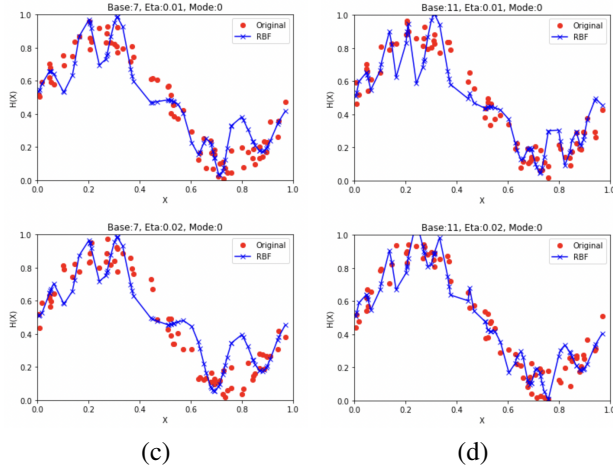 Base:7, Eta:0.01, Mode:0
1.0
0.8
0.6
0.4
0.2
0.0
H(X)
Original
RBF
0.0 0.2 0.4 0.6 0.8 1.0
X
Base:11, Eta:0.01, Mode:0
1.0
0.8
0.6
0.4
0.2
0.0
H(X)
Original
RBF
0.0 0.2 0.4 0.6 0.8 1.0
X
Base:7, Eta:0.02, Mode:0
1.0
0.8
0.6
0.4
0.2
0.0
H(X)
Original
RBF
0.0 0.2 0.4 0.6 0.8 1.0
X
Base:11, Eta:0.02, Mode:0
1.0
0.8
0.6
0.4
0.2
0.0
H(X)
Original
RBF
0.0 0.2 0.4 0.6 0.8 1.0
X
(c)
(d)